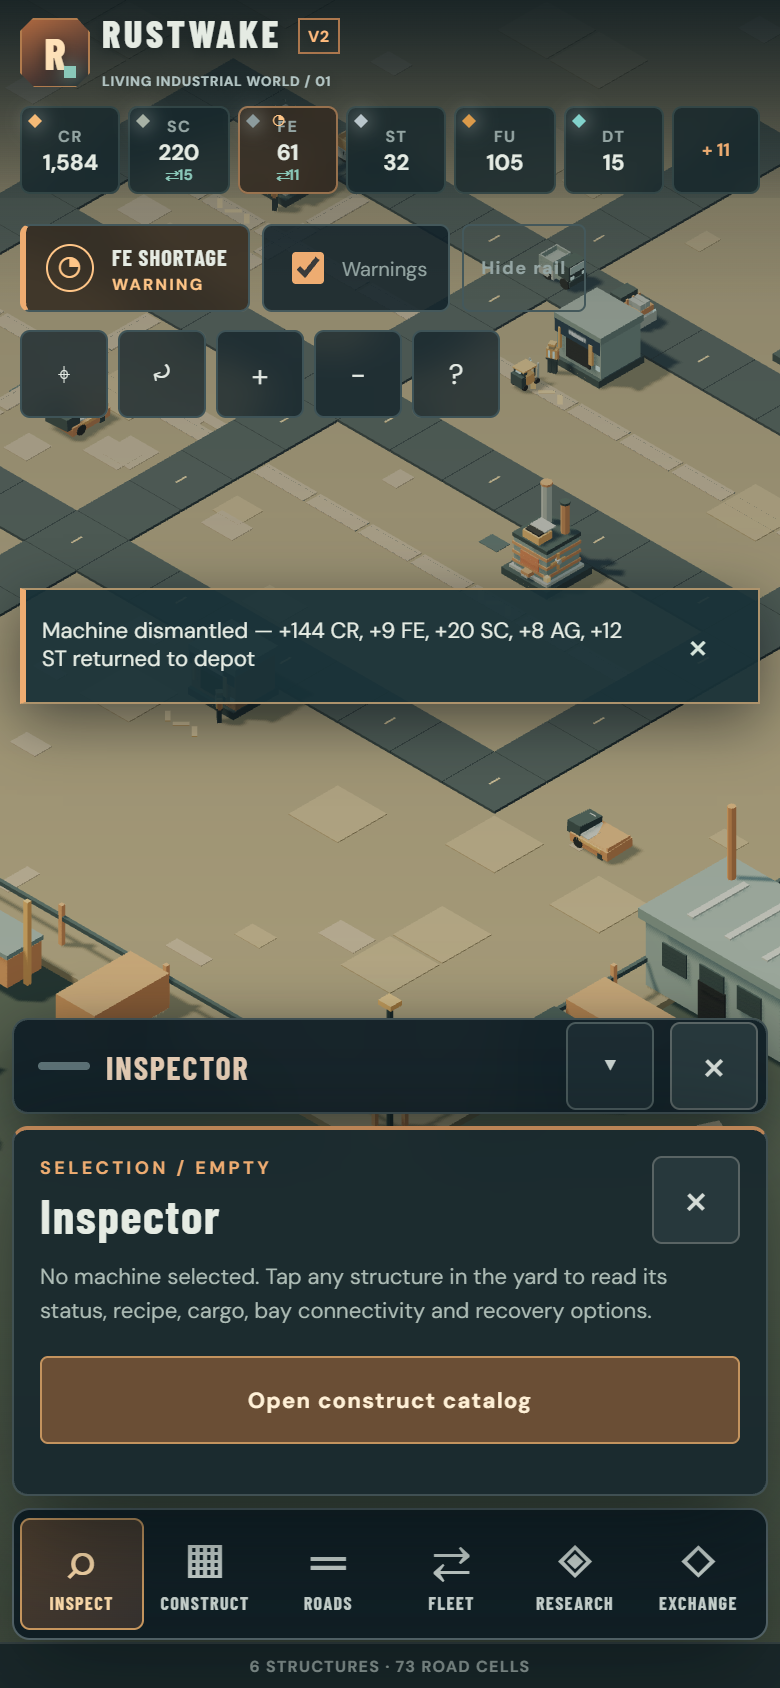 R
RUSTWAKE V2
LIVING INDUSTRIAL WORLD / 01
CR
1,584
SC
220
⇄15
FE
61
⇄11
ST
32
FU
105
DT
15
+ 11
FE SHORTAGE
WARNING
Warnings
Hide rail
+
−
?
Machine dismantled — +144 CR, +9 FE, +20 SC, +8 AG, +12
ST returned to depot
×
INSPECTOR
▼
×
SELECTION / EMPTY
×
Inspector
No machine selected. Tap any structure in the yard to read its
status, recipe, cargo, bay connectivity and recovery options.
Open construct catalog
INSPECT
CONSTRUCT
ROADS
FLEET
RESEARCH
EXCHANGE
6 STRUCTURES · 73 ROAD CELLS